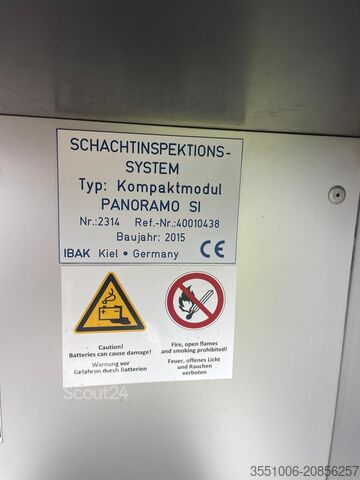 SCHACHTINSPEKTIONS-
SYSTEM
Typ: Kompaktmodul
PANORAMO SI
Nr.:2314 Ref.-Nr.:40010438
Baujahr: 2015
IBAK Kiel • Germany CE
Caution!
Batteries can cause damage!
Warnung vor
Gefahren durch Batterien
Fire, open flames
and smoking prohibited!
Feuer, offenes Licht
und Rauchen
verboten
Scout24
3551006-20856257